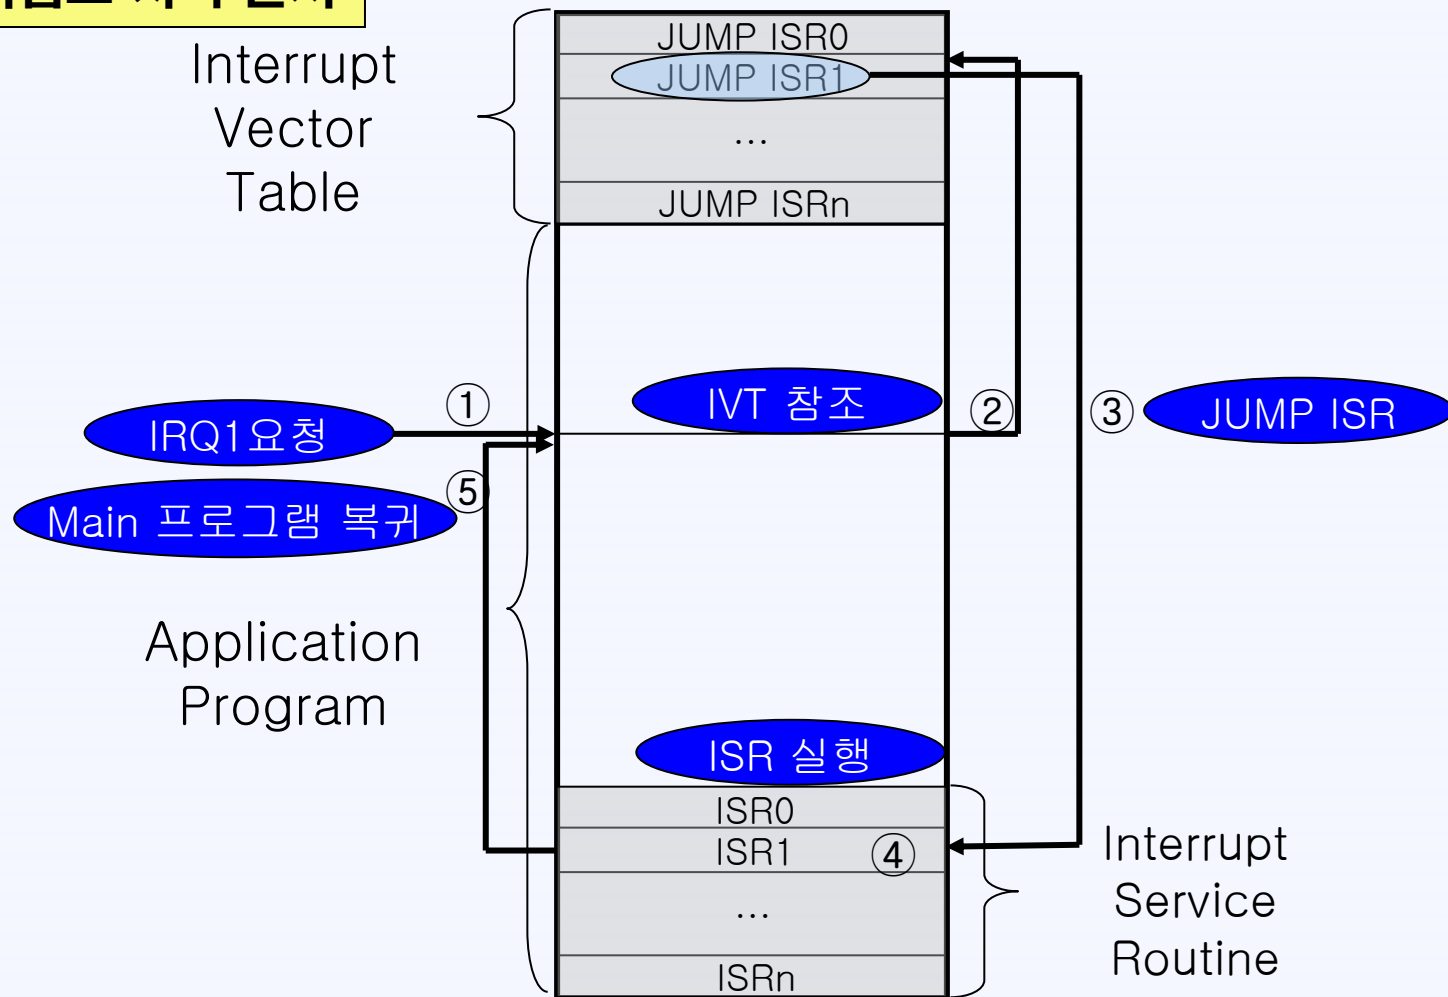 Interrupt
Vector
Table
JUMP ISR0
JUMP ISR1
...
JUMP ISRn
IRQ1요청
①
IVT 참조
②
③
JUMP ISR
Main 프로그램 복귀
⑤
Application
Program
ISR 실행
ISR0
ISR1
④
...
ISRn
Interrupt
Service
Routine